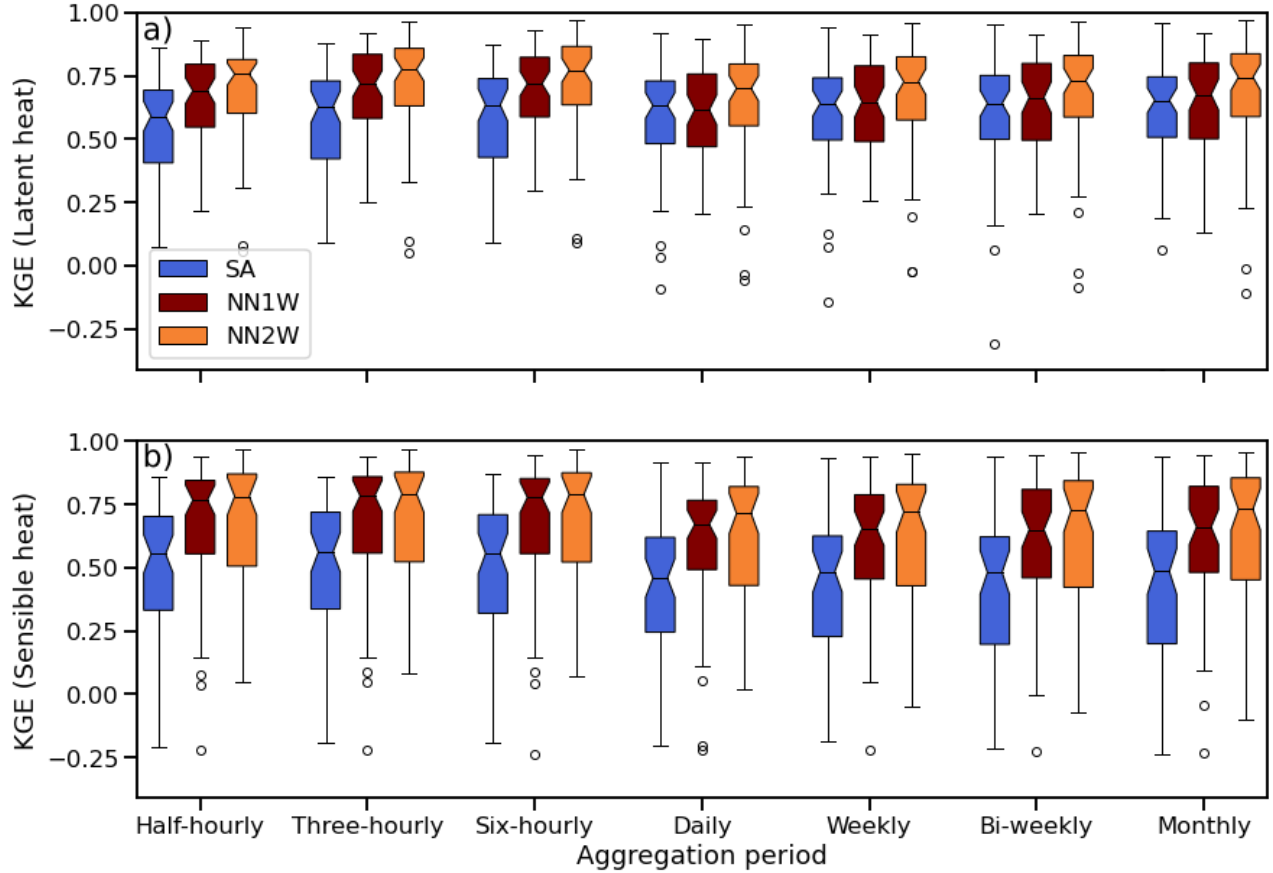 a)
KGE (Latent heat)
1.00
0.75
0.50
0.25
0.00
−0.25
SA
NN1W
NN2W
b)
KGE (Sensible heat)
1.00
0.75
0.50
0.25
0.00
−0.25
Half-hourly Three-hourly Six-hourly Daily Weekly Bi-weekly Monthly
Aggregation period